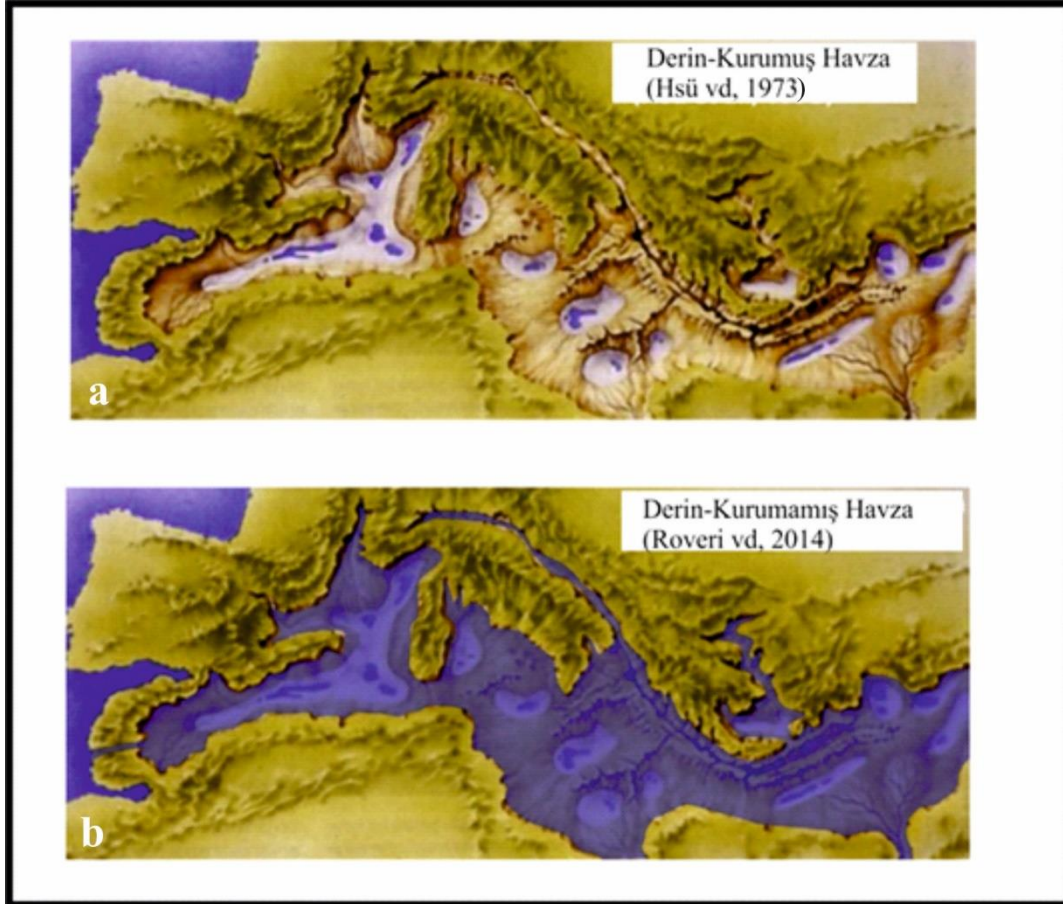 Derin-Kurumuş Havza
(Hsü vd, 1973)
a
Derin-Kurumamış Havza
(Roveri vd, 2014)
b